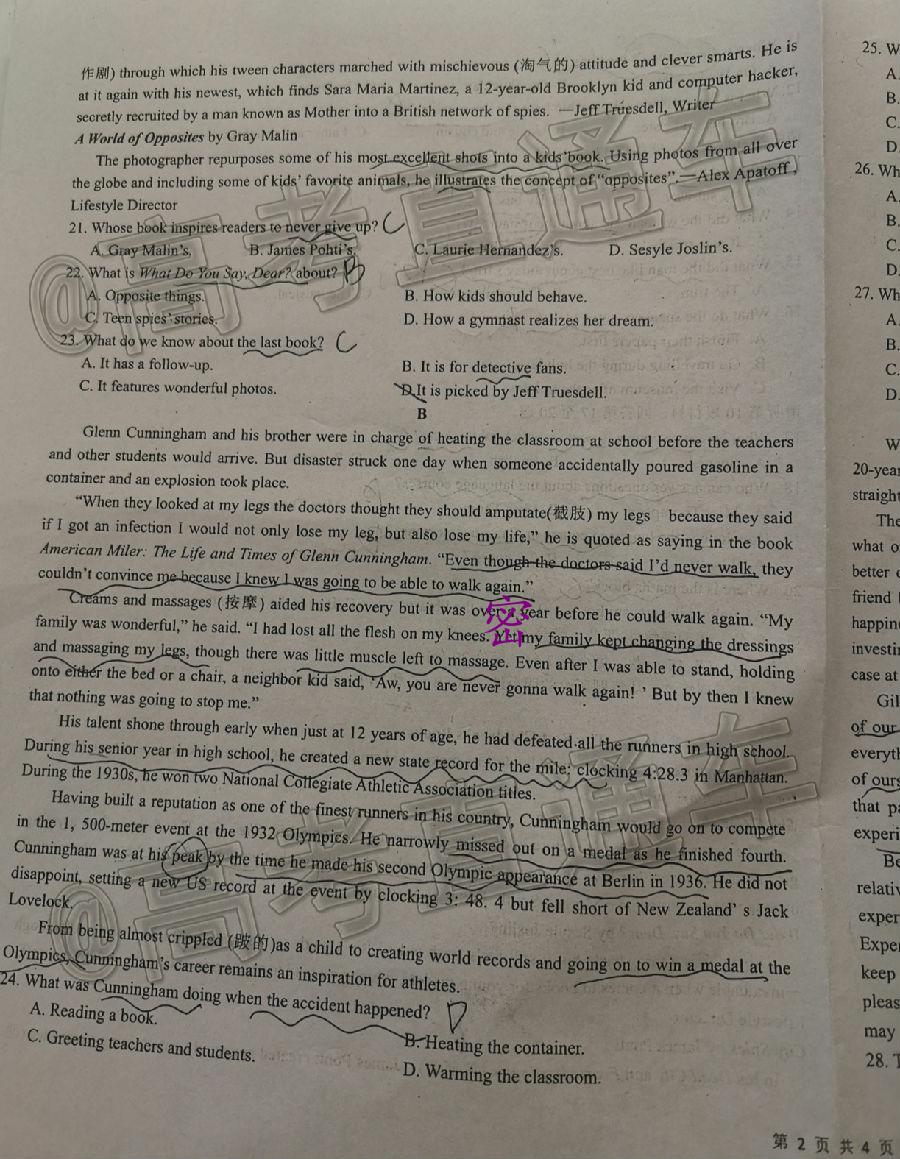 作剧) through which his tween characters marched with mischievous (淘气的) attitude and clever smarts. He is
at it again with his newest, which finds Sara Maria Martinez, a 12-year-old Brooklyn kid and computer hacker,
secretly recruited by a man known as Mother into a British network of spies. —Jeff Truesdell, Writer
A World of Opposites by Gray Malin
The photographer repurposes some of his most excellent shots into a kids' book. Using photos from all over
the globe and including some of kids' favorite animals, he illustrates the concept of "opposites".—Alex Apatoff,
Lifestyle Director
21. Whose book inspires readers to never give up? C
A. Gray Malin's. B. James Pohti's. C. Laurie Hernandez's. D. Sesyle Joslin's.
22. What is What Do You Say, Dear? about? B
A. Opposite things. B. How kids should behave.
C. Teen spies' stories. D. How a gymnast realizes her dream.
23. What do we know about the last book? C
A. It has a follow-up. B. It is for detective fans.
C. It features wonderful photos. D. It is picked by Jeff Truesdell.
B
Glenn Cunningham and his brother were in charge of heating the classroom at school before the teachers
and other students would arrive. But disaster struck one day when someone accidentally poured gasoline in a
container and an explosion took place.
"When they looked at my legs the doctors thought they should amputate(截肢) my legs because they said
if I got an infection I would not only lose my leg, but also lose my life," he is quoted as saying in the book
American Miler: The Life and Times of Glenn Cunningham. "Even though the doctors said I'd never walk, they
couldn't convince me because I knew I was going to be able to walk again."
Creams and massages (按摩) aided his recovery but it was over a year before he could walk again. "My
family was wonderful," he said. "I had lost all the flesh on my knees. Yet my family kept changing the dressings
and massaging my legs, though there was little muscle left to massage. Even after I was able to stand, holding
onto either the bed or a chair, a neighbor kid said, 'Aw, you are never gonna walk again! ' But by then I knew
that nothing was going to stop me."
密
His talent shone through early when just at 12 years of age, he had defeated all the runners in high school.
During his senior year in high school, he created a new state record for the mile; clocking 4:28.3 in Manhattan.
During the 1930s, he won two National Collegiate Athletic Association titles.
Having built a reputation as one of the finest runners in his country, Cunningham would go on to compete
in the 1, 500-meter event at the 1932 Olympics. He narrowly missed out on a medal as he finished fourth.
Cunningham was at his peak by the time he made his second Olympic appearance at Berlin in 1936. He did not
disappoint, setting a new US record at the event by clocking 3: 48. 4 but fell short of New Zealand' s Jack
Lovelock.
From being almost crippled (跛的)as a child to creating world records and going on to win a medal at the
Olympics, Cunningham's career remains an inspiration for athletes.
24. What was Cunningham doing when the accident happened? D
A. Reading a book. B. Heating the container.
C. Greeting teachers and students. D. Warming the classroom.
第 2 页 共 4 页
@高考直通车
@高考直通车
25. W
A.
B.
C.
D.
26. Wh
A.
B.
C.
D.
27. Wh
A.
B.
C.
D.
W
20-year
straight
The
what o
better
friend
happin
investi
case at
Gil
of our
everyth
of ours
that pa
experi
Be
relativ
exper
Exper
keep
pleas
may
28. T